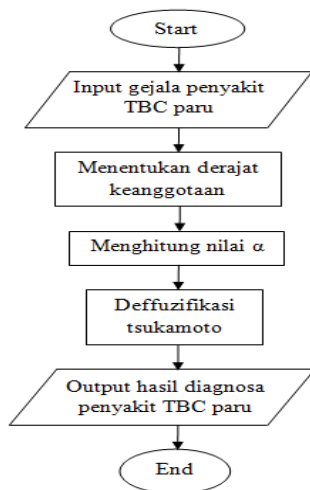 Start
Input gejala penyakit
TBC paru
Menentukan derajat
keanggotaan
Menghitung nilai α
Deffuzifikasi
tsukamoto
Output hasil diagnosa
penyakit TBC paru
End